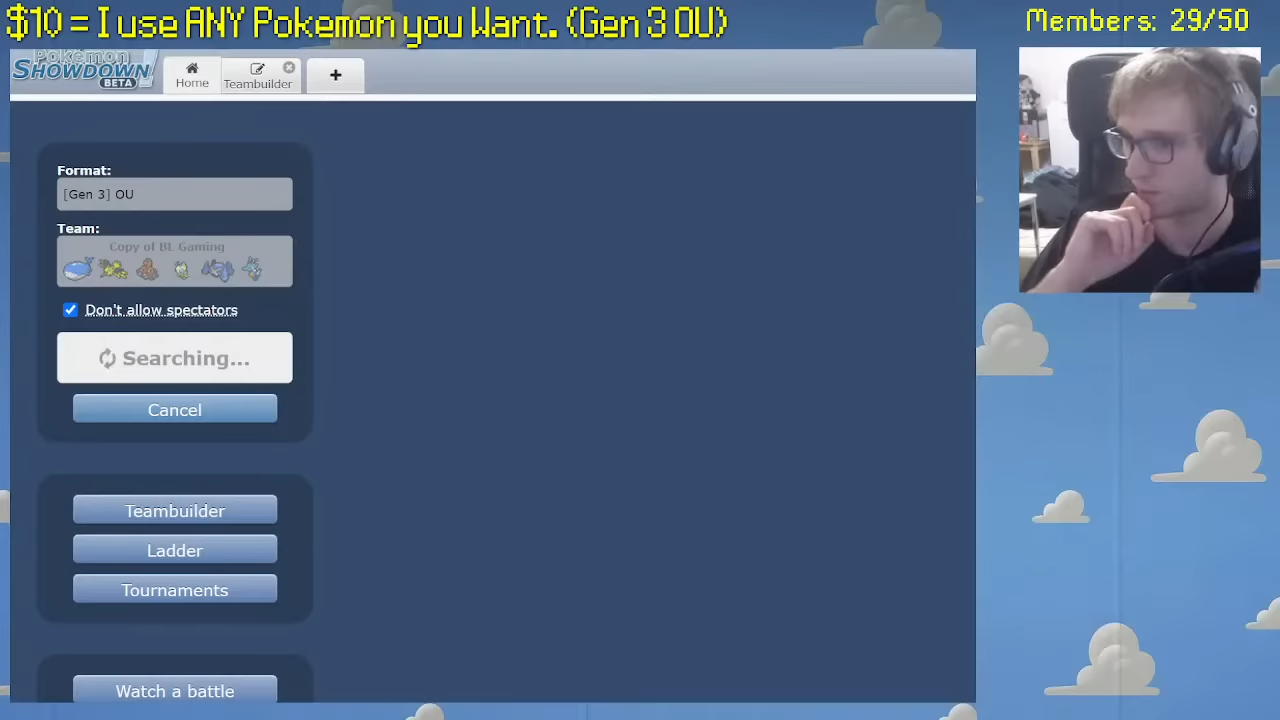 $10 = I use ANY Pokemon you Want. (Gen 3 OU)
Members: 29/50
Pokémon
SHOWDOWN!
BETA
Home
Teambuilder
+
Format:
[Gen 3] OU
Team:
Copy of BL Gaming
Don't allow spectators
Searching...
Cancel
Teambuilder
Ladder
Tournaments
Watch a battle